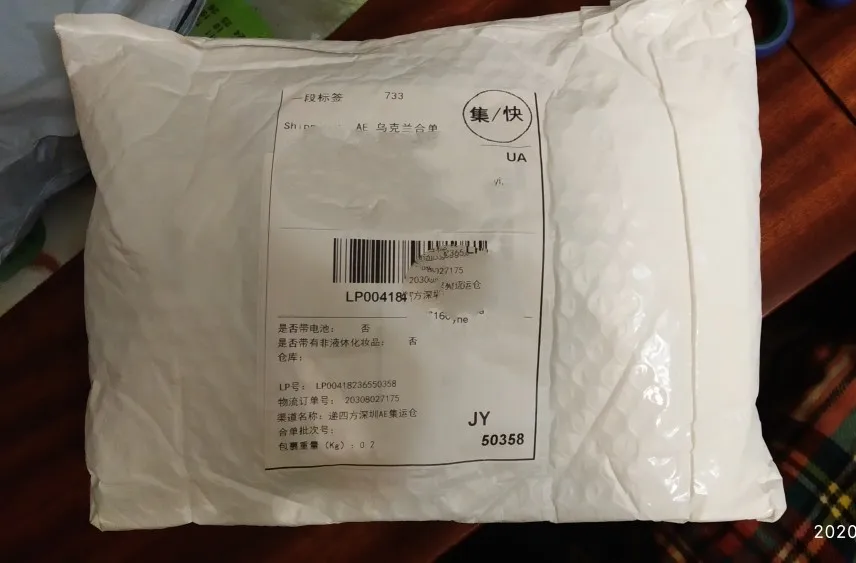 一段标签 733
集/快
AE 乌克兰合单
UA
LP00418
027175
是否带电池： 否
是否带有非液体化妆品： 否
仓库：
LP号： LP00418236550358
物流订单号： 20308027175
渠道名称： 递四方深圳AE集运仓
合单批次号：
包裹重量（Kg）：0.2
JY
50358
2020